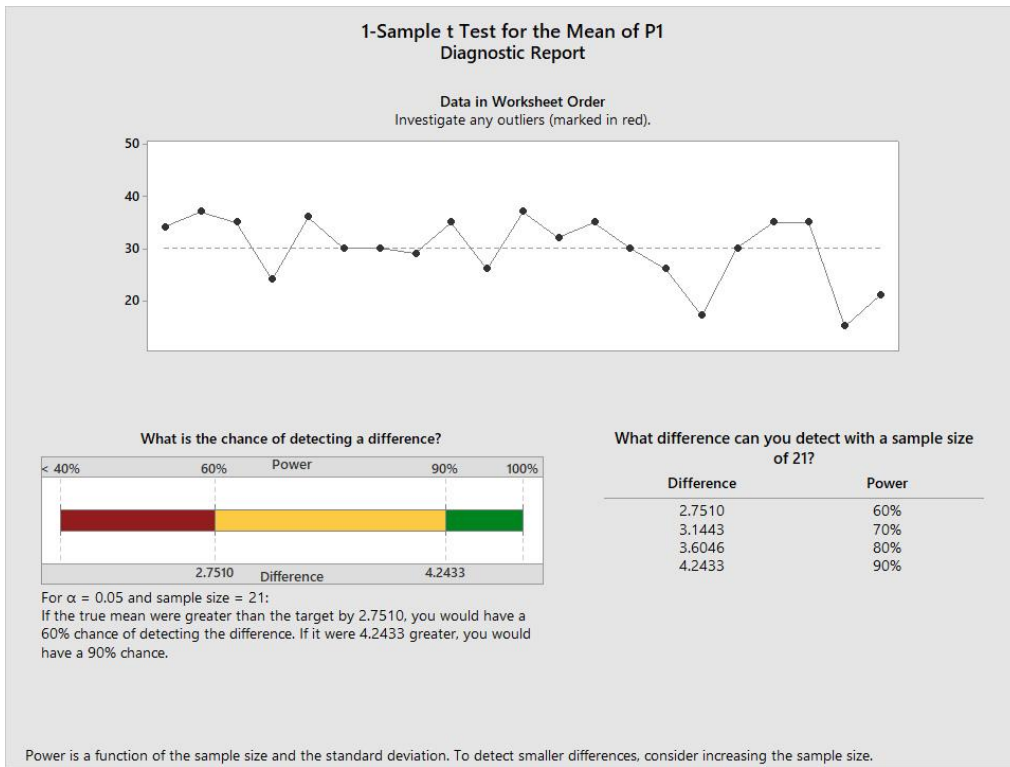 1-Sample t Test for the Mean of P1
Diagnostic Report
Data in Worksheet Order
Investigate any outliers (marked in red).
50
40
30
20
What is the chance of detecting a difference?
< 40% 60% Power 90% 100%
2.7510 Difference 4.2433
For α = 0.05 and sample size = 21:
If the true mean were greater than the target by 2.7510, you would have a
60% chance of detecting the difference. If it were 4.2433 greater, you would
have a 90% chance.
What difference can you detect with a sample size
of 21?
Difference Power
2.7510 60%
3.1443 70%
3.6046 80%
4.2433 90%
Power is a function of the sample size and the standard deviation. To detect smaller differences, consider increasing the sample size.